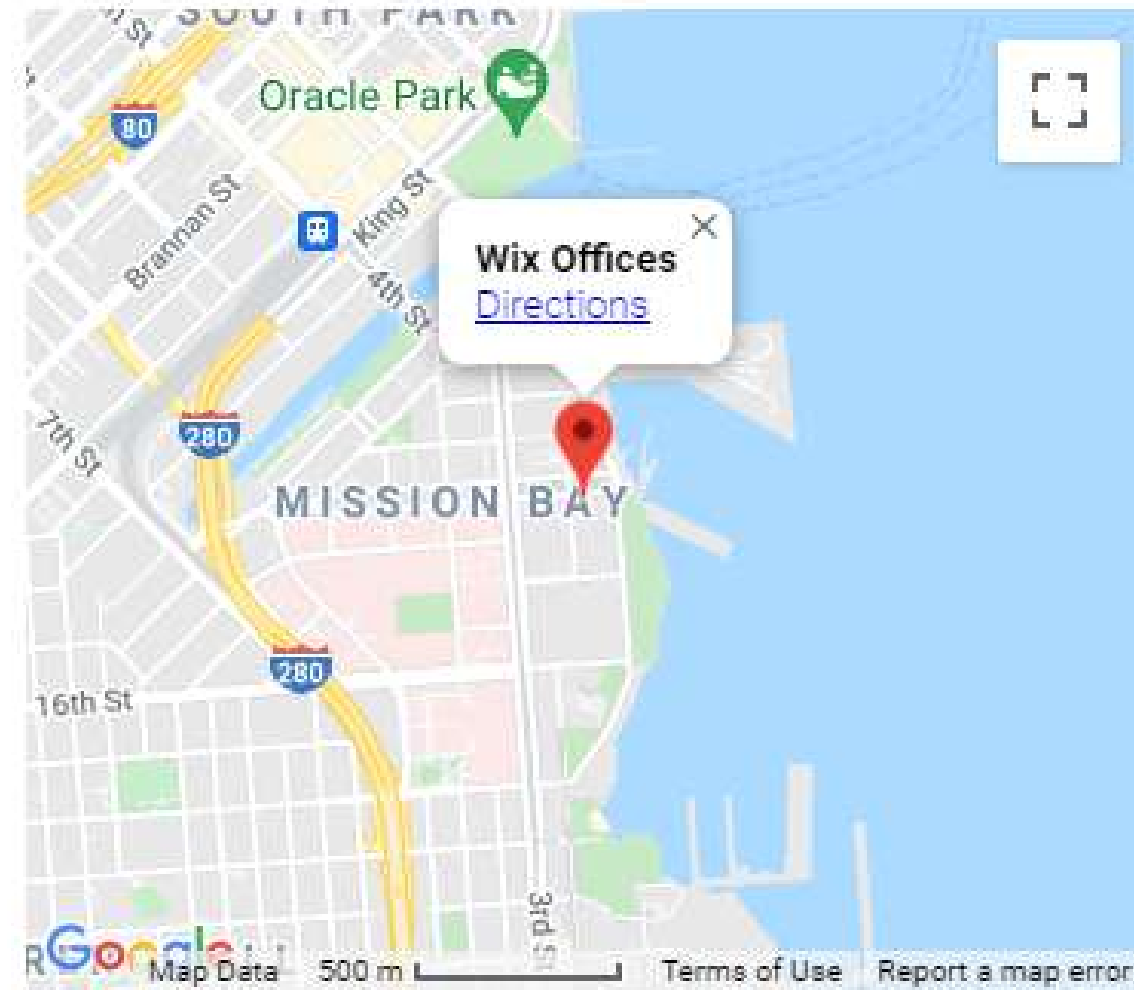 SOUTH PARK
St
Oracle Park
80
Brannan St
King St
4th St
Wix Offices
Directions
7th St
280
MISSION BAY
280
16th St
3rd St
Google
Map Data
500 m
Terms of Use
Report a map error